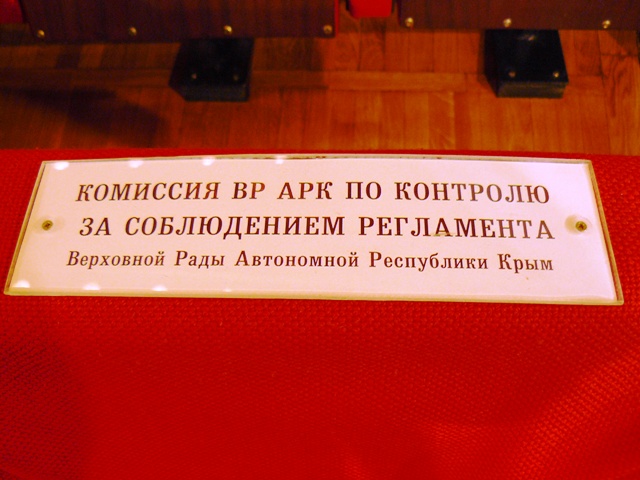 КОМИССИЯ ВР АРК ПО КОНТРОЛЮ
ЗА СОБЛЮДЕНИЕМ РЕГЛАМЕНТА
Верховной Рады Автономной Республики Крым